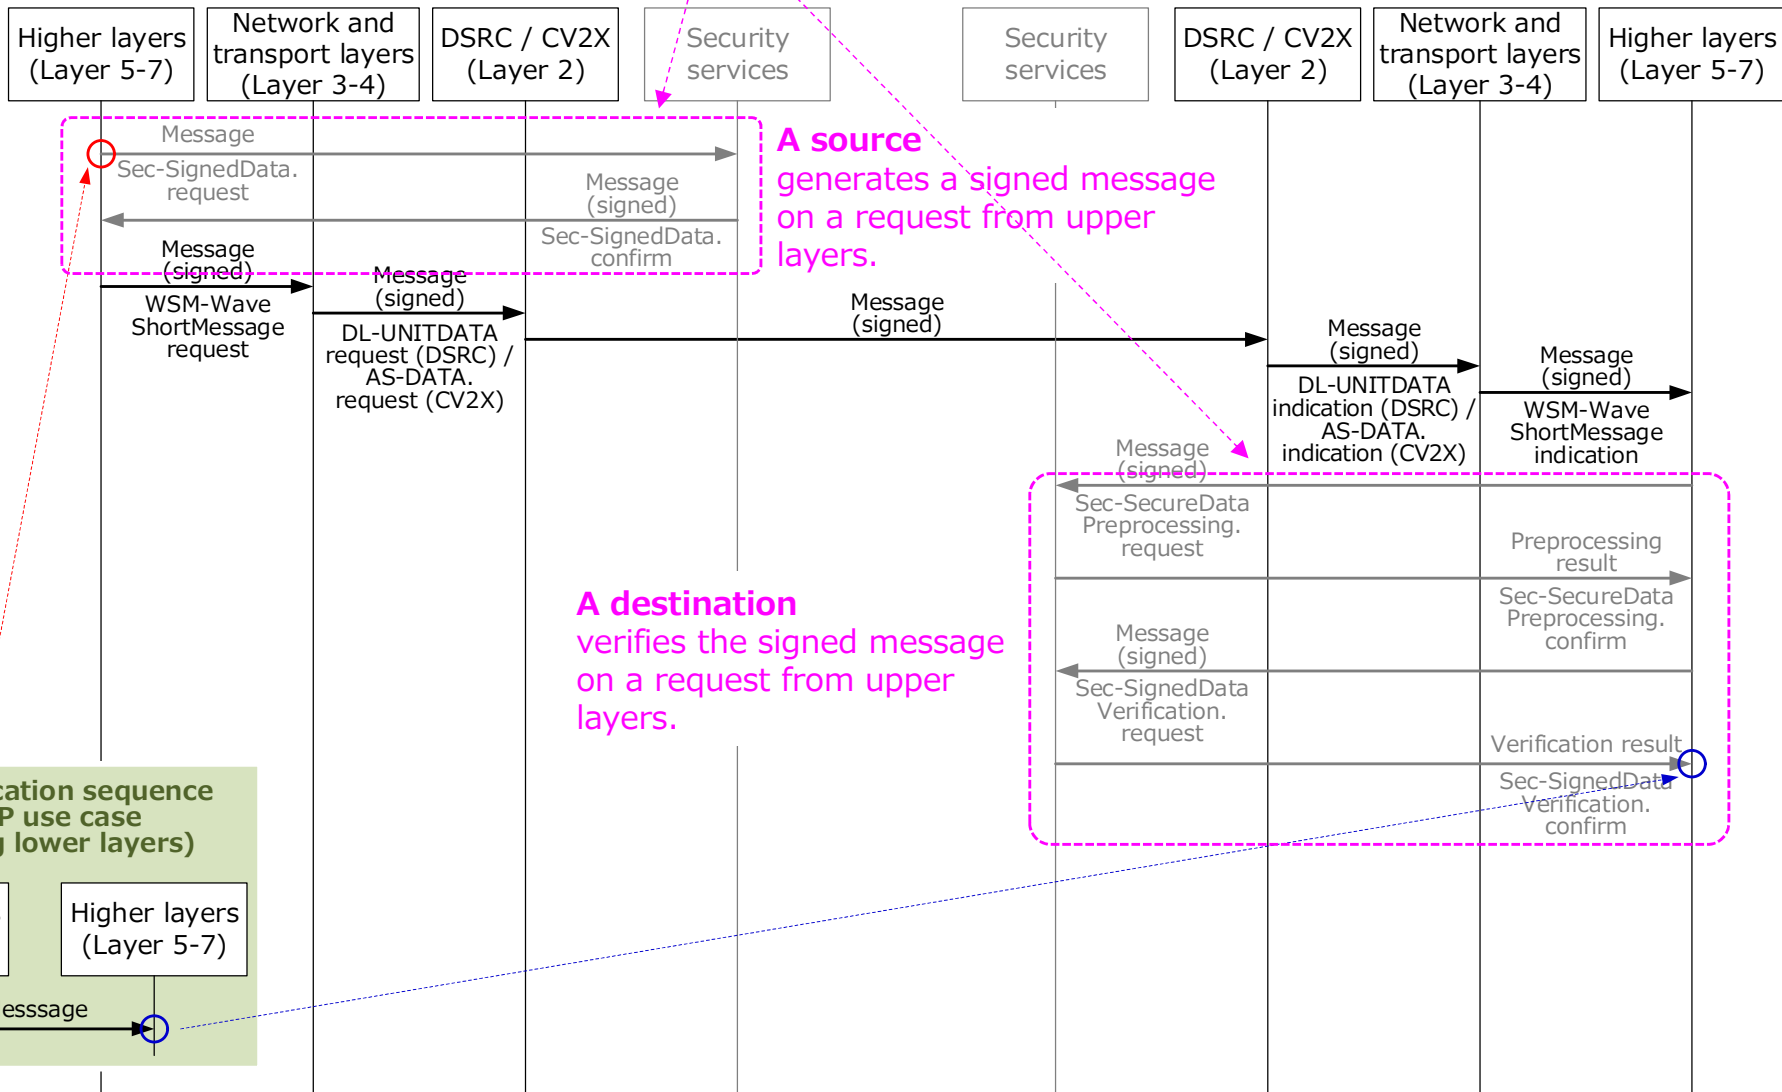 Higher layers
(Layer 5-7)
Network and
transport layers
(Layer 3-4)
DSRC / CV2X
(Layer 2)
Security
services
Security
services
DSRC / CV2X
(Layer 2)
Network and
transport layers
(Layer 3-4)
Higher layers
(Layer 5-7)
Message
Sec-SignedData.
request
Message
(signed)
Sec-SignedData.
confirm
A source
generates a signed message
on a request from upper
layers.
Message
(signed)
WSM-Wave
ShortMessage
request
Message
(signed)
DL-UNITDATA
request (DSRC) /
AS-DATA.
request (CV2X)
Message
(signed)
Message
(signed)
DL-UNITDATA
indication (DSRC) /
AS-DATA.
indication (CV2X)
Message
(signed)
WSM-Wave
ShortMessage
indication
Message
(signed)
Sec-SecureData
Preprocessing.
request
Preprocessing
result
Sec-SecureData
Preprocessing.
confirm
A destination
verifies the signed message
on a request from upper
layers.
Message
(signed)
Sec-SignedData
Verification.
request
Verification result
Sec-SignedData
Verification.
confirm
cation sequence
P use case
g lower layers)
Higher layers
(Layer 5-7)
esssage